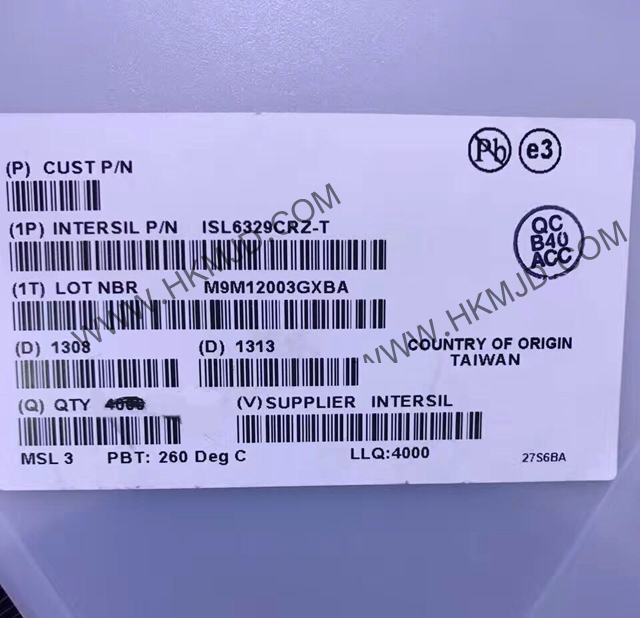 Pb e3
(P) CUST P/N
(1P) INTERSIL P/N ISL6329CRZ-T
QC
B40
ACC
(1T) LOT NBR M9M12003GXBA
(D) 1308 (D) 1313
COUNTRY OF ORIGIN
TAIWAN
(Q) QTY
(V) SUPPLIER INTERSIL
MSL 3 PBT: 260 Deg C LLQ:4000 27S6BA
WWW.HKMJD.COM
WWW.HKMJD.COM